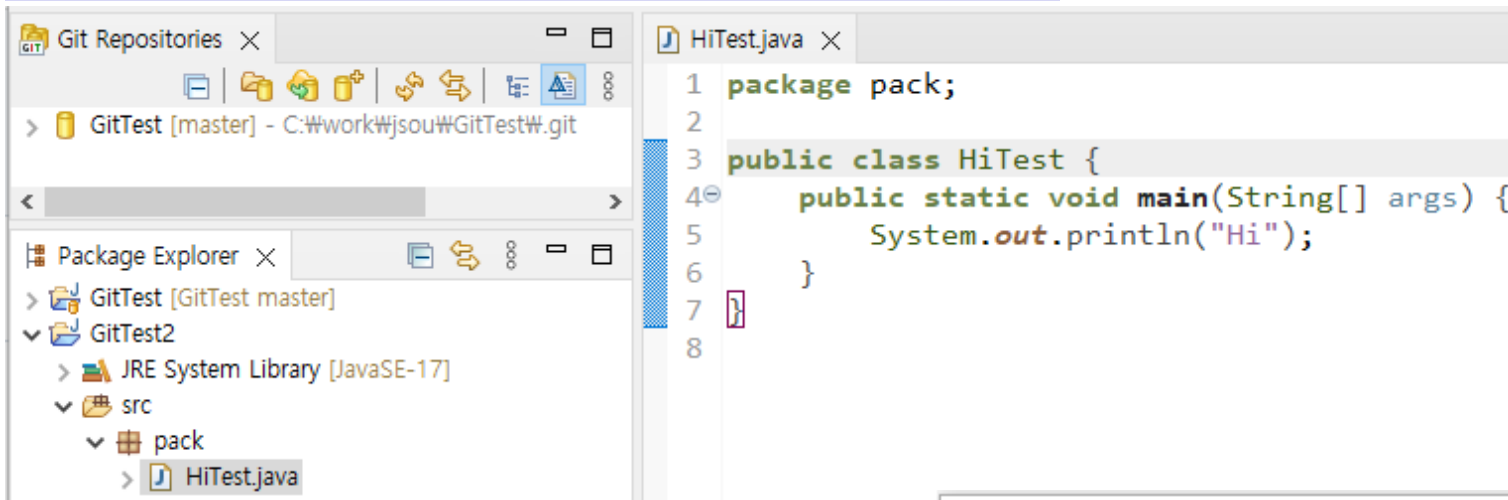 Git Repositories
GitTest [master] - C:₩work₩jsou₩GitTest₩.git
Package Explorer
GitTest [GitTest master]
GitTest2
JRE System Library [JavaSE-17]
src
pack
HiTest.java
HiTest.java
1 package pack;
2
3 public class HiTest {
4 public static void main(String[] args) {
5 System.out.println("Hi");
6 }
7 }
8